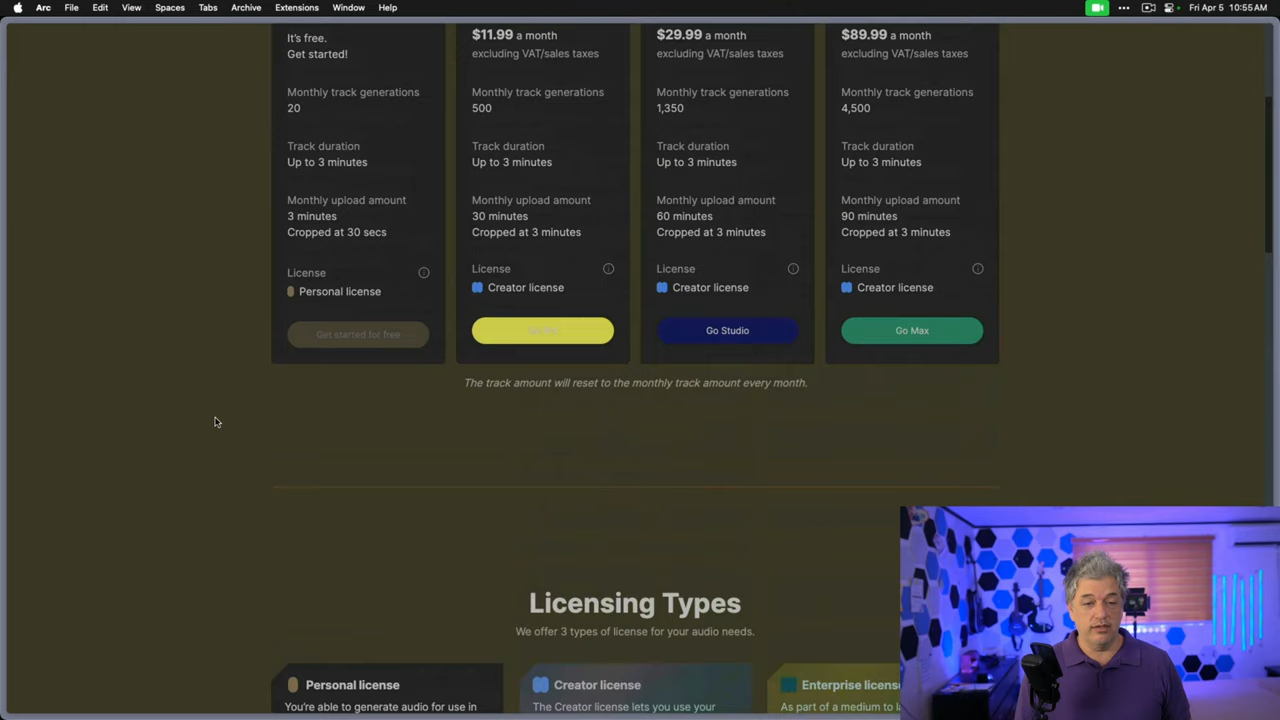 Arc File Edit View Spaces Tabs Archive Extensions Window Help
Fri Apr 5 10:55 AM
It's free.
Get started!
Monthly track generations
20
Track duration
Up to 3 minutes
Monthly upload amount
3 minutes
Cropped at 30 secs
License
Personal license
Get started for free
$11.99 a month
excluding VAT/sales taxes
Monthly track generations
500
Track duration
Up to 3 minutes
Monthly upload amount
30 minutes
Cropped at 3 minutes
License
Creator license
$29.99 a month
excluding VAT/sales taxes
Monthly track generations
1,350
Track duration
Up to 3 minutes
Monthly upload amount
60 minutes
Cropped at 3 minutes
License
Creator license
Go Studio
$89.99 a month
excluding VAT/sales taxes
Monthly track generations
4,500
Track duration
Up to 3 minutes
Monthly upload amount
90 minutes
Cropped at 3 minutes
License
Creator license
Go Max
The track amount will reset to the monthly track amount every month.
Licensing Types
We offer 3 types of license for your audio needs.
Personal license
You're able to generate audio for use in
Creator license
The Creator license lets you use your
Enterprise licens
As part of a medium to